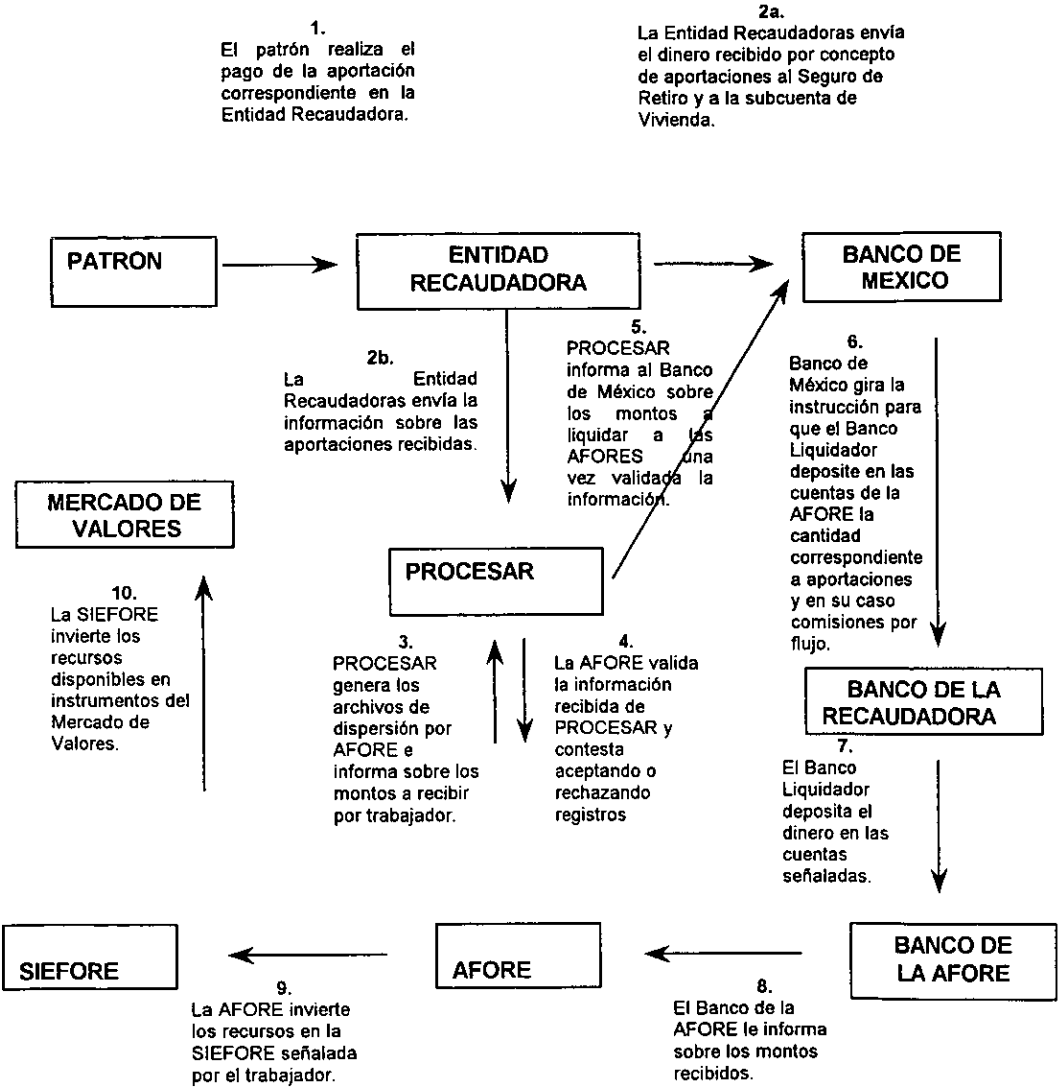 1.
El patrón realiza el
pago de la aportación
correspondiente en la
Entidad Recaudadora.
2a.
La Entidad Recaudadoras envía
el dinero recibido por concepto
de aportaciones al Seguro de
Retiro y a la subcuenta de
Vivienda.
PATRON
ENTIDAD
RECAUDADORA
BANCO DE
MEXICO
2b.
La Entidad
Recaudadoras envía la
información sobre las
aportaciones recibidas.
5.
PROCESAR
informa al Banco
de México sobre
los montos a
liquidar a las
AFORES una
vez validada la
información.
6.
Banco de
México gira la
instrucción para
que el Banco
Liquidador
deposite en las
cuentas de la
AFORE la
cantidad
correspondiente
a aportaciones
y en su caso
comisiones por
flujo.
MERCADO DE
VALORES
PROCESAR
10.
La SIEFORE
invierte los
recursos
disponibles en
instrumentos del
Mercado de
Valores.
3.
PROCESAR
genera los
archivos de
dispersión por
AFORE e
informa sobre los
montos a recibir
por trabajador.
4.
La AFORE valida
la información
recibida de
PROCESAR y
contesta
aceptando o
rechazando
registros
BANCO DE LA
RECAUDADORA
7.
El Banco
Liquidador
deposita el
dinero en las
cuentas
señaladas.
SIEFORE
AFORE
BANCO DE
LA AFORE
9.
La AFORE invierte
los recursos en la
SIEFORE señalada
por el trabajador.
8.
El Banco de la
AFORE le informa
sobre los montos
recibidos.